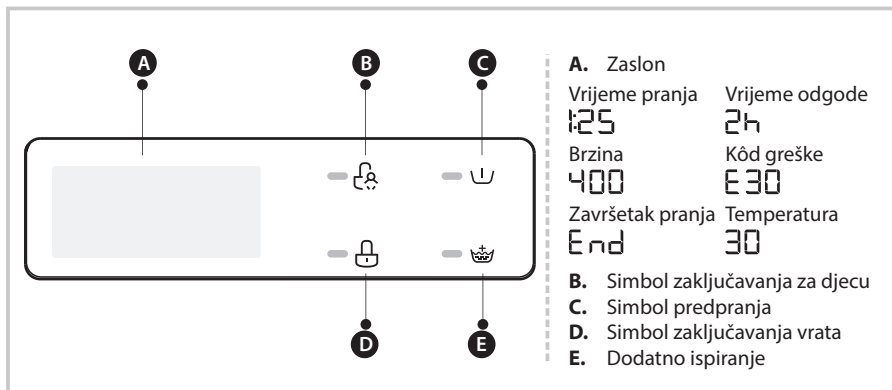 A
B
C
D
E
A. Zaslon
Vrijeme pranja Vrijeme odgode
1:25 2h
Brzina Kôd greške
400 E30
Završetak pranja Temperatura
End 30
B. Simbol zaključavanja za djecu
C. Simbol predpranja
D. Simbol zaključavanja vrata
E. Dodatno ispiranje